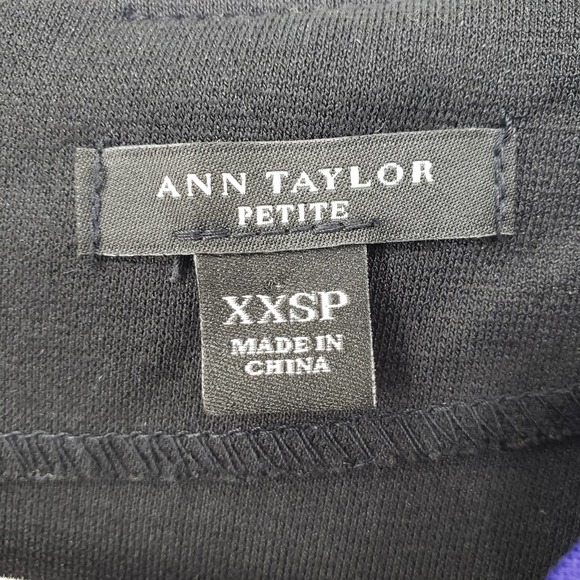 ANN TAYLOR
PETITE
XXSP
MADE IN
CHINA